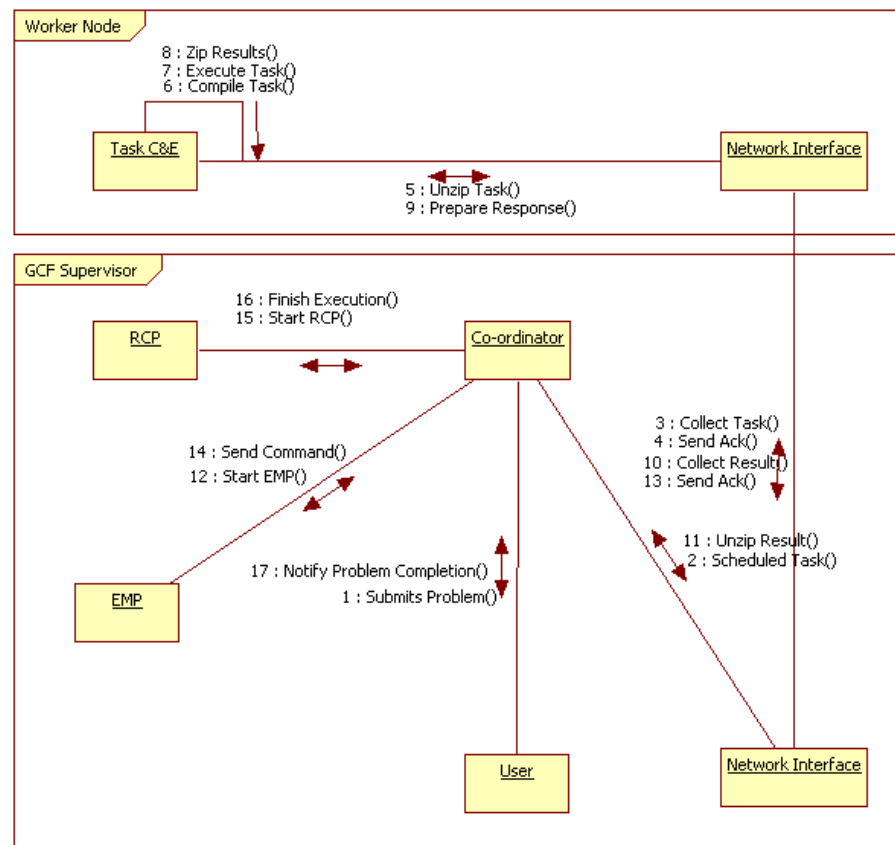 Worker Node
8 : Zip Results()
7 : Execute Task()
6 : Compile Task()
Task C&E
Network Interface
5 : Unzip Task()
9 : Prepare Response()
GCF Supervisor
16 : Finish Execution()
15 : Start RCP()
RCP
Co-ordinator
3 : Collect Task()
4 : Send Ack()
10 : Collect Result()
13 : Send Ack()
14 : Send Command()
12 : Start EMP()
11 : Unzip Result()
2 : Scheduled Task()
17 : Notify Problem Completion()
1 : Submits Problem()
EMP
User
Network Interface